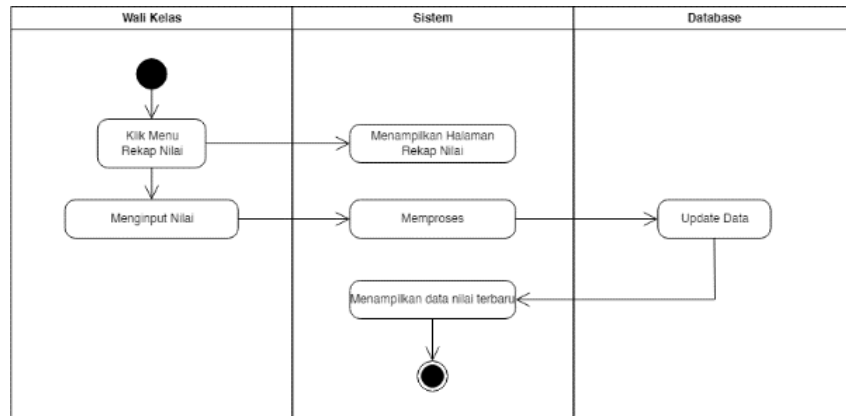 Wali Kelas
Sistem
Database
Klik Menu
Rekap Nilai
Menampilkan Halaman
Rekap Nilai
Menginput Nilai
Memproses
Update Data
Menampilkan data nilai terbaru